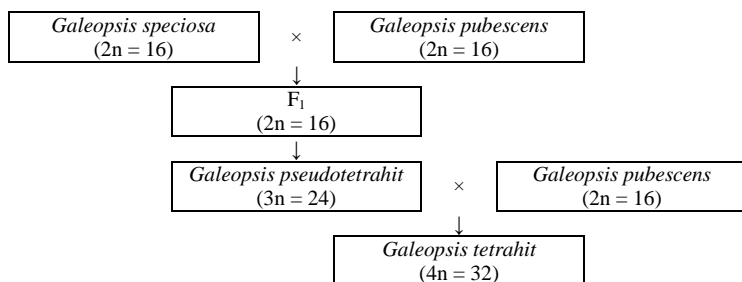 Galeopsis speciosa × Galeopsis pubescens
(2n = 16) (2n = 16)
↓
F₁
(2n = 16)
↓
Galeopsis pseudotetrahit × Galeopsis pubescens
(3n = 24) (2n = 16)
↓
Galeopsis tetrahit
(4n = 32)